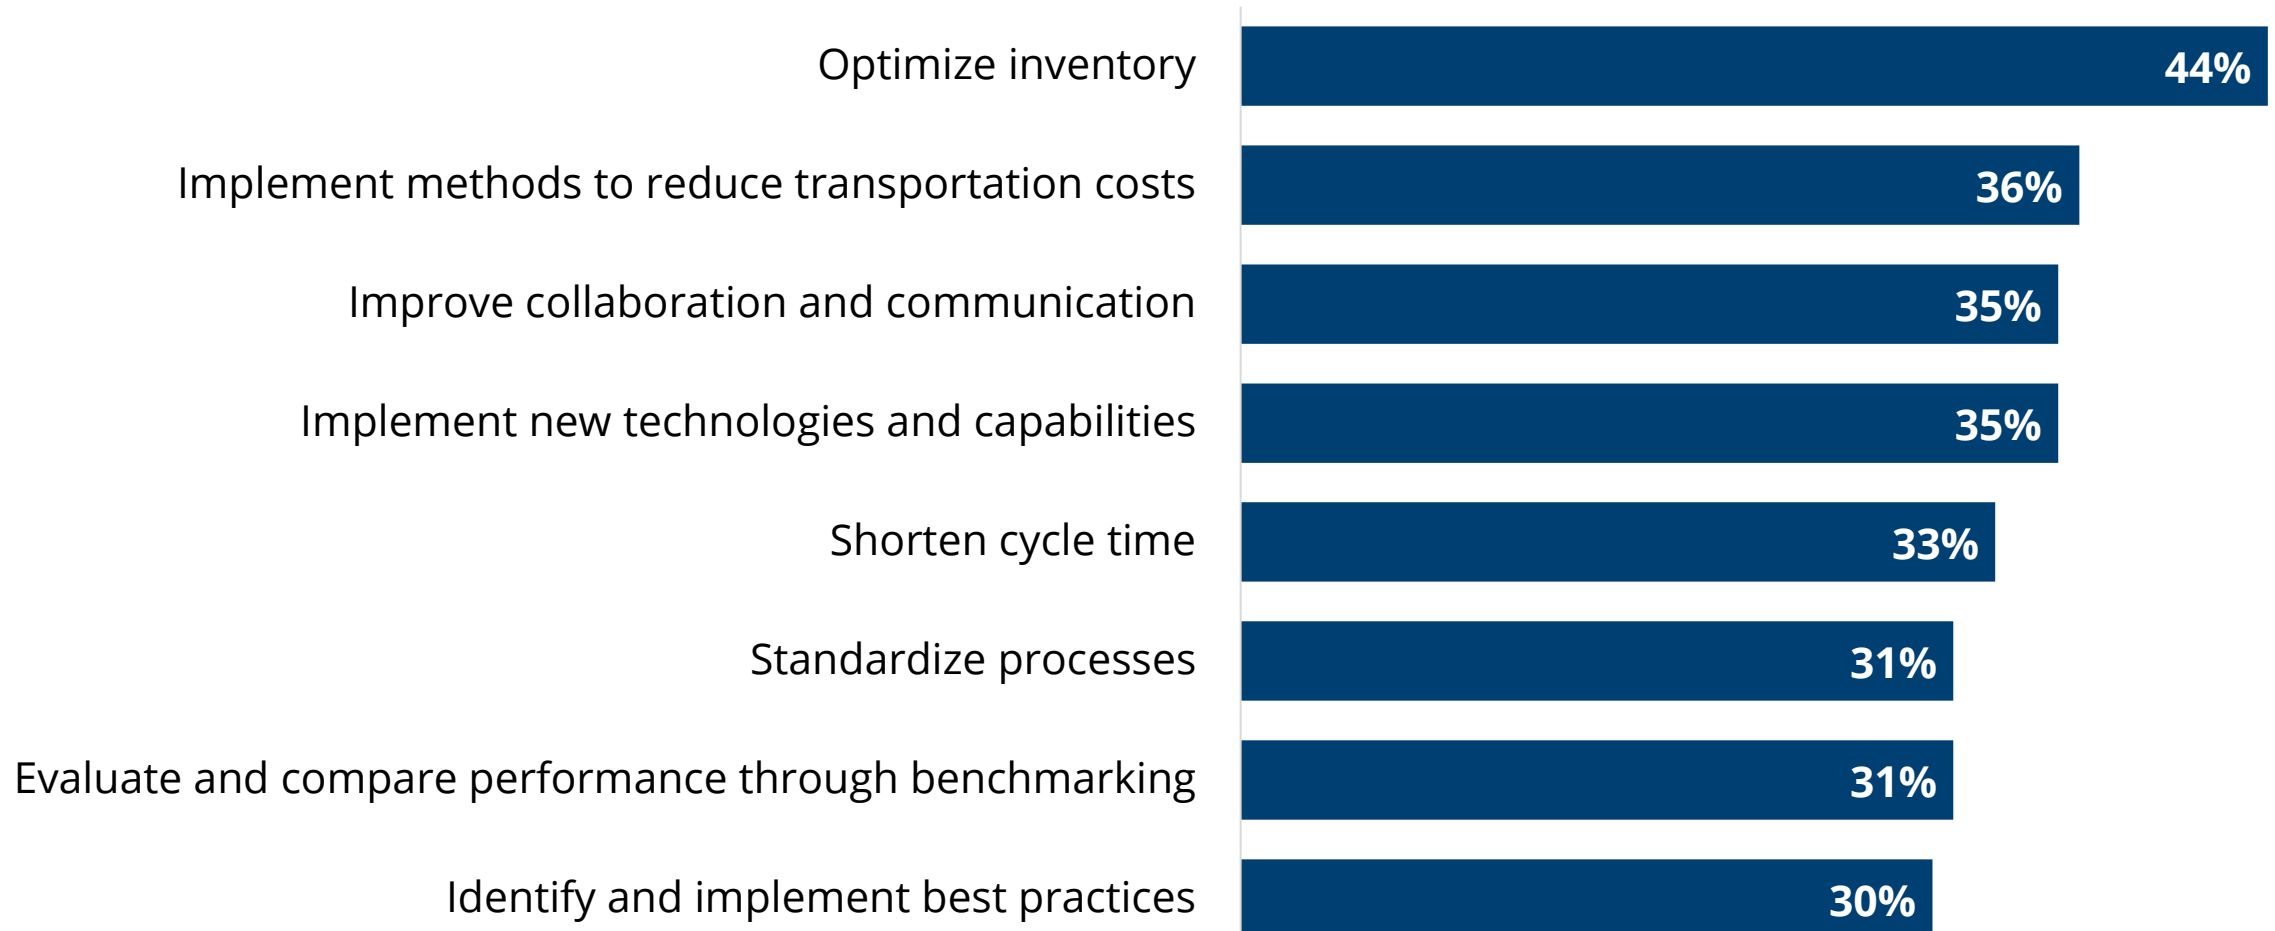 Optimize inventory 44%
Implement methods to reduce transportation costs 36%
Improve collaboration and communication 35%
Implement new technologies and capabilities 35%
Shorten cycle time 33%
Standardize processes 31%
Evaluate and compare performance through benchmarking 31%
Identify and implement best practices 30%